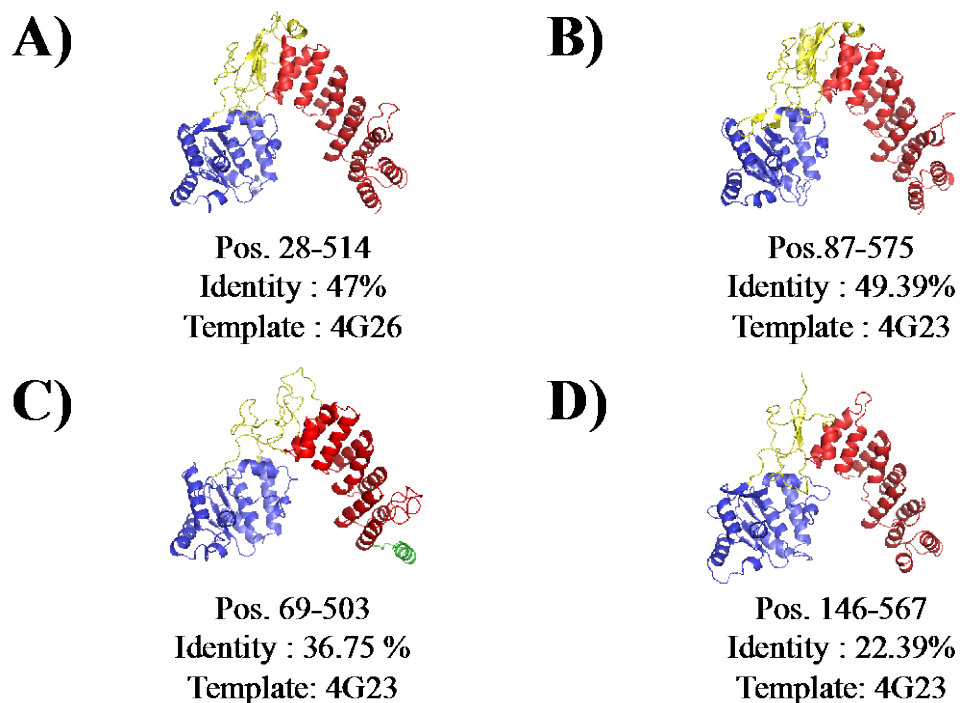 A)
B)
Pos. 28-514
Identity : 47%
Template : 4G26
Pos.87-575
Identity : 49.39%
Template : 4G23
C)
D)
Pos. 69-503
Identity : 36.75 %
Template: 4G23
Pos. 146-567
Identity : 22.39%
Template: 4G23